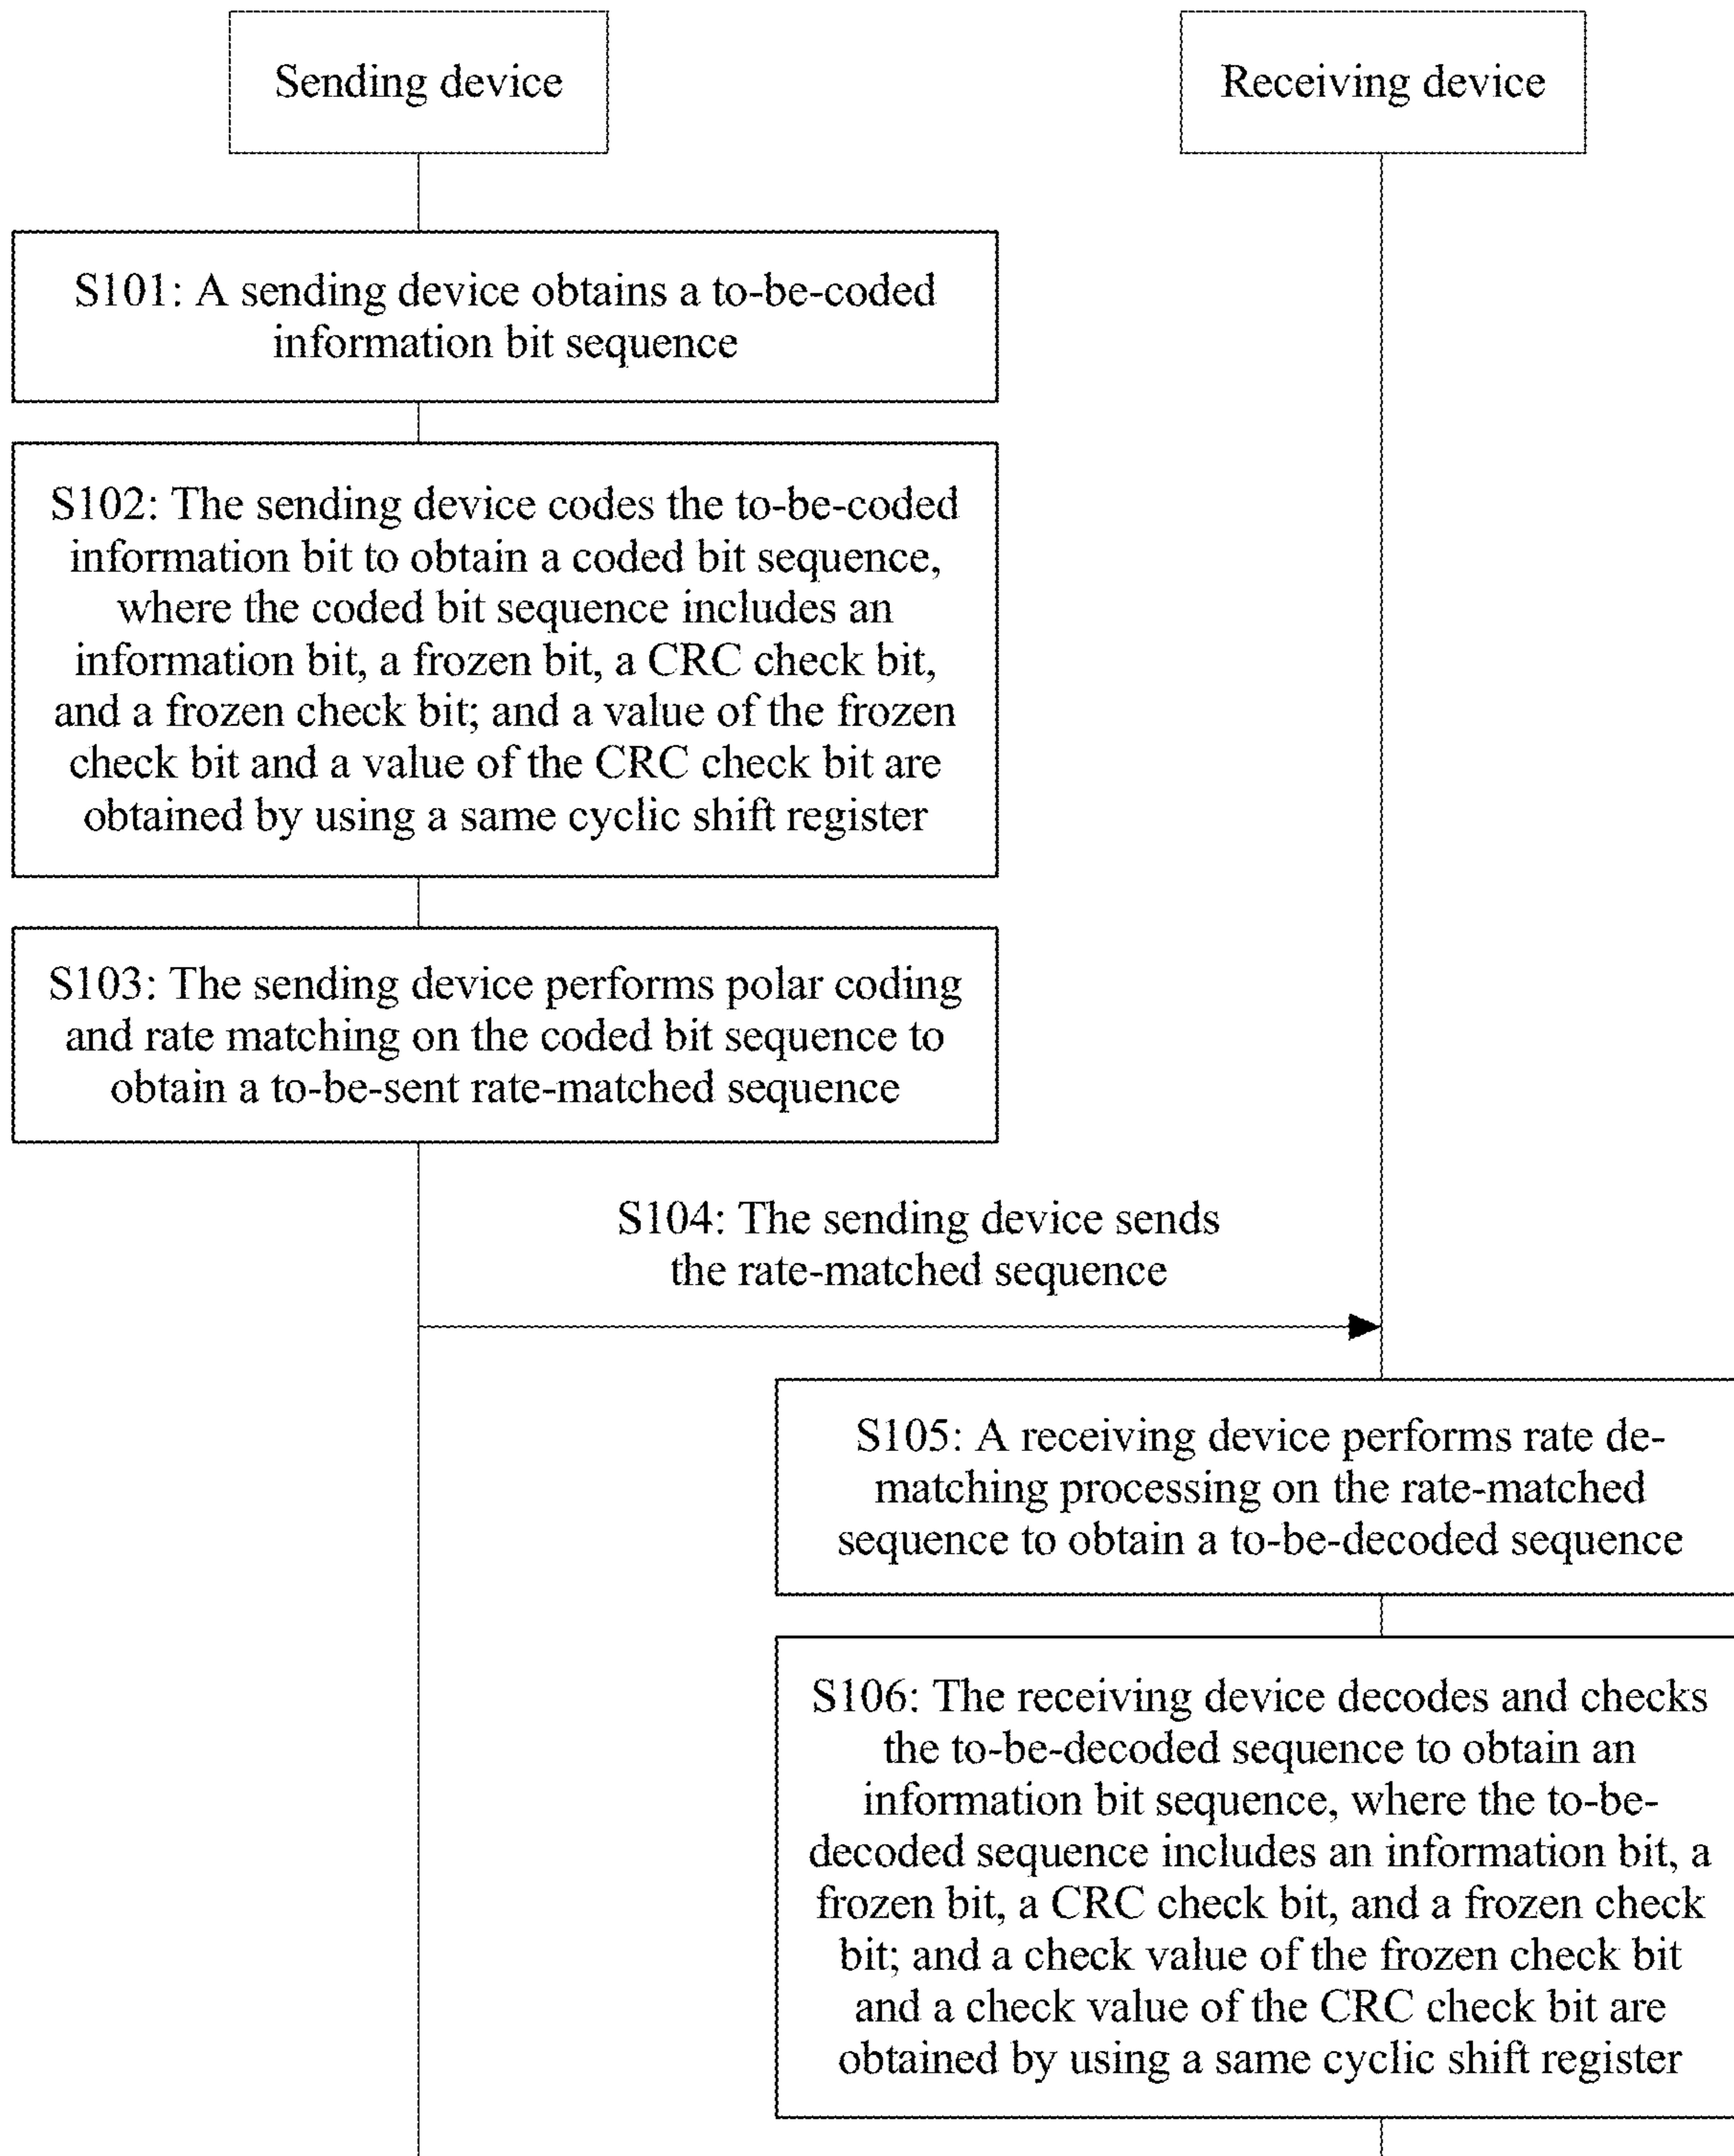 Sending device
Receiving device
S101: A sending device obtains a to-be-coded
information bit sequence
S102: The sending device codes the to-be-coded
information bit to obtain a coded bit sequence,
where the coded bit sequence includes an
information bit, a frozen bit, a CRC check bit,
and a frozen check bit; and a value of the frozen
check bit and a value of the CRC check bit are
obtained by using a same cyclic shift register
S103: The sending device performs polar coding
and rate matching on the coded bit sequence to
obtain a to-be-sent rate-matched sequence
S104: The sending device sends
the rate-matched sequence
S105: A receiving device performs rate de-
matching processing on the rate-matched
sequence to obtain a to-be-decoded sequence
S106: The receiving device decodes and checks
the to-be-decoded sequence to obtain an
information bit sequence, where the to-be-
decoded sequence includes an information bit, a
frozen bit, a CRC check bit, and a frozen check
bit; and a check value of the frozen check bit
and a check value of the CRC check bit are
obtained by using a same cyclic shift register